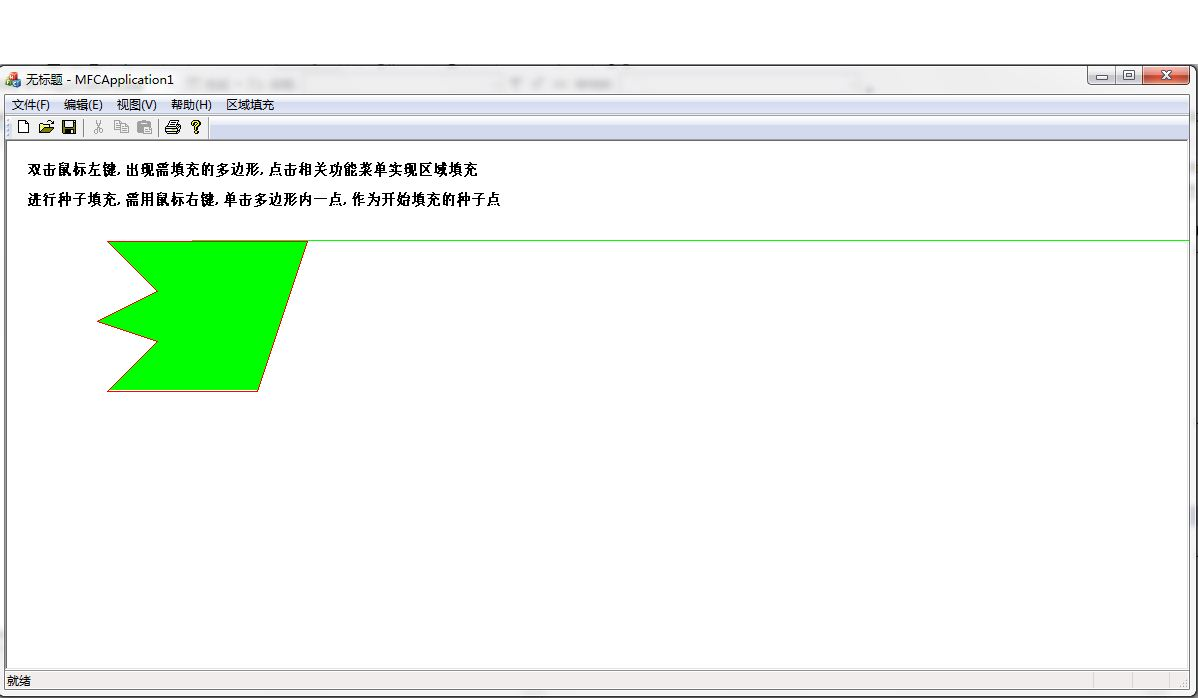 无标题 - MFCApplication1
文件(F) 编辑(E) 视图(V) 帮助(H) 区域填充
双击鼠标左键,出现需填充的多边形,点击相关功能菜单实现区域填充
进行种子填充,需用鼠标右键,单击多边形内一点,作为开始填充的种子点
就绪